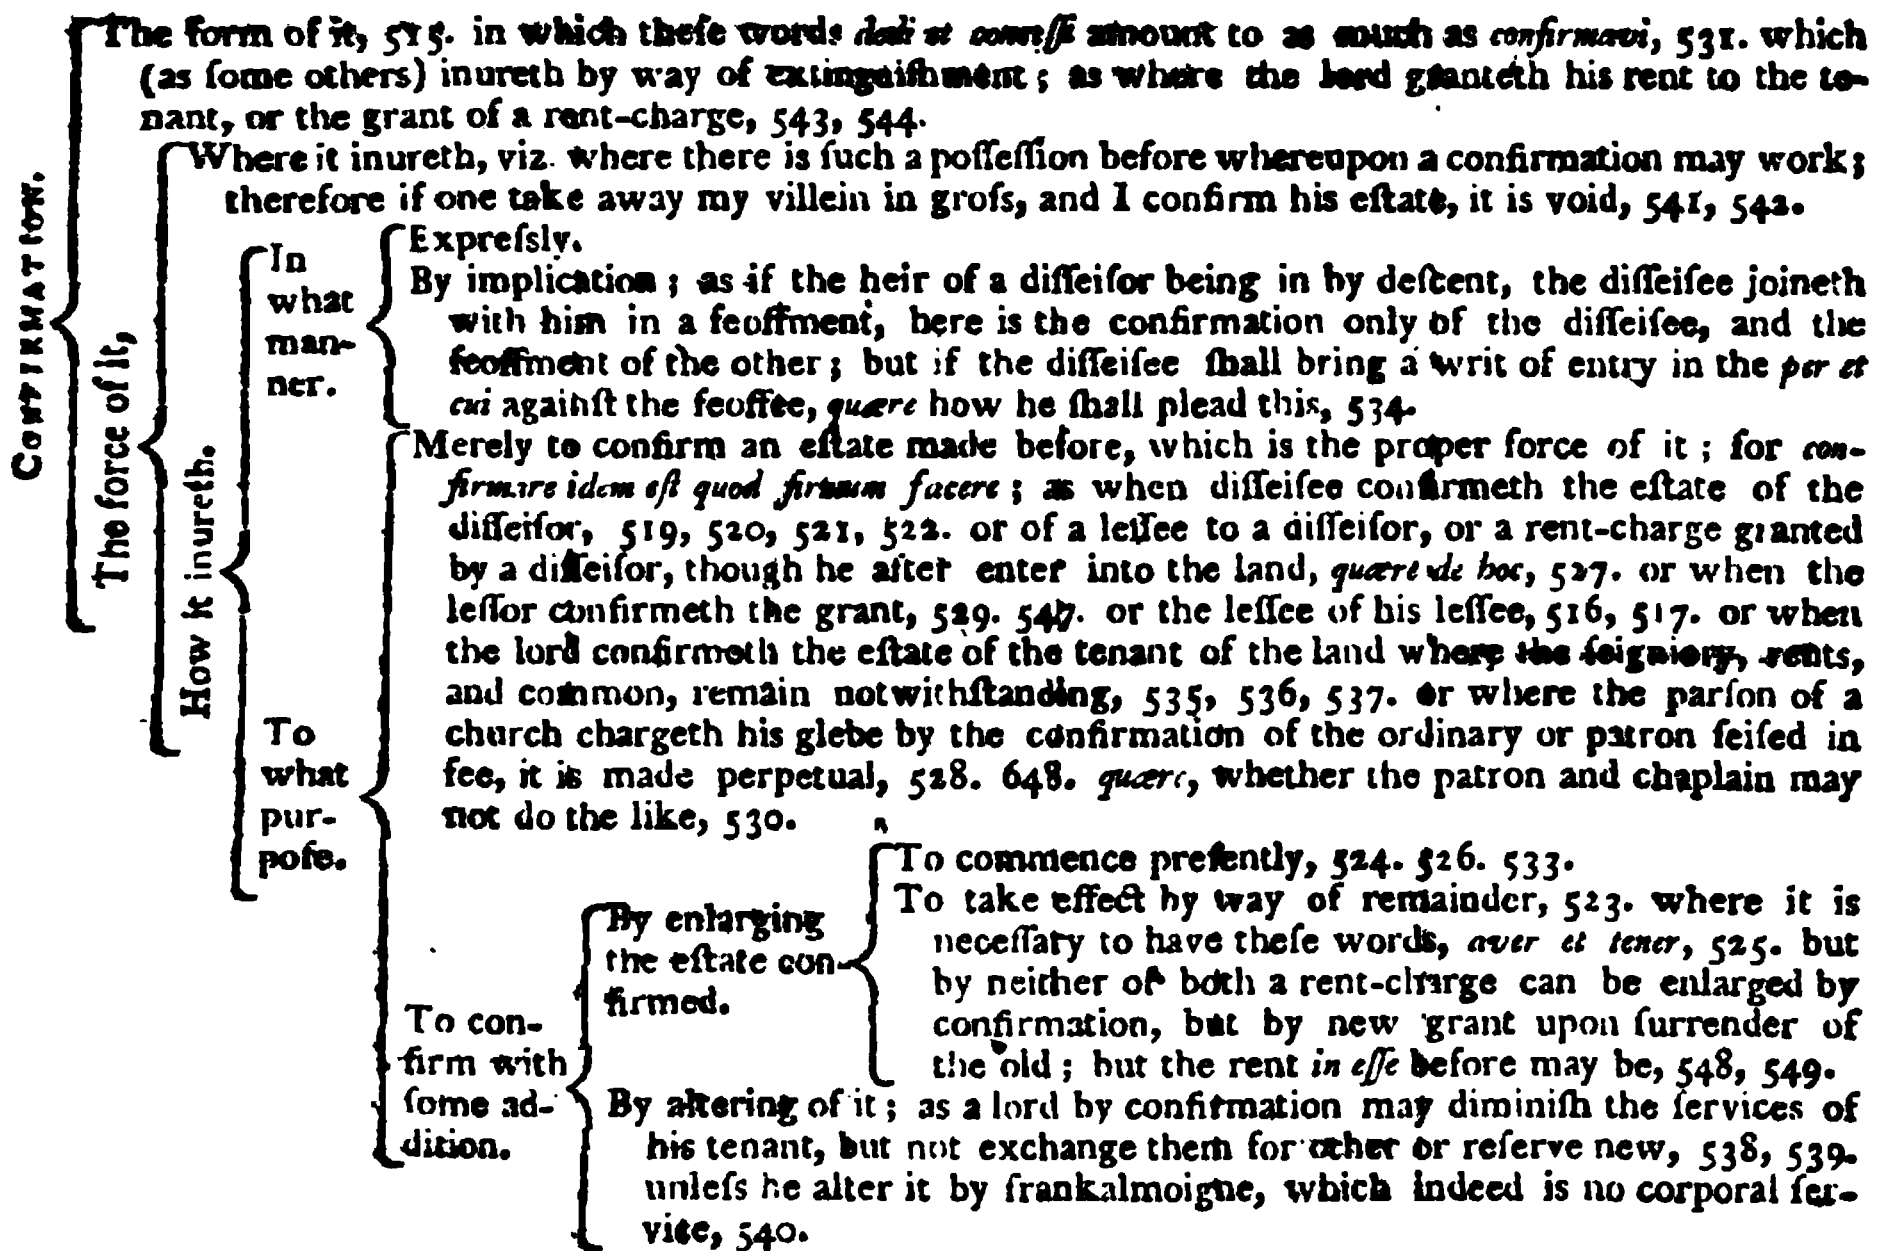 CONFIRMATION.
The form of it, 515. in which theſe words dedi et conceſſi amount to as much as confirmavi, 531. which
(as ſome others) inureth by way of extinguiſhment; as where the lord granteth his rent to the te-
nant, or the grant of a rent-charge, 543, 544.
The force of it,
Where it inureth, viz. where there is ſuch a poſſeſſion before whereupon a confirmation may work;
therefore if one take away my villein in groſs, and I confirm his eſtate, it is void, 541, 542.
How it inureth.
In
what
man-
ner.
Expreſsly.
By implication; as if the heir of a diſſeiſor being in by deſcent, the diſſeiſee joineth
with him in a feoffment, here is the confirmation only of the diſſeiſee, and the
feoffment of the other; but if the diſſeiſee ſhall bring a writ of entry in the per et
cui againſt the feoffee, quære how he ſhall plead this, 534.
To
what
pur-
poſe.
Merely to confirm an eſtate made before, which is the proper force of it; for con-
firmare idem eſt quod firmum facere; as when diſſeiſee confirmeth the eſtate of the
diſſeiſor, 519, 520, 521, 522. or of a leſſee to a diſſeiſor, or a rent-charge granted
by a diſſeiſor, though he after enter into the land, quære de hoc, 527. or when the
leſſor confirmeth the grant, 529. 547. or the leſſee of his leſſee, 516, 517. or when
the lord confirmeth the eſtate of the tenant of the land where the ſeigniory, rents,
and common, remain notwithſtanding, 535, 536, 537. or where the parſon of a
church chargeth his glebe by the confirmation of the ordinary or patron ſeiſed in
fee, it is made perpetual, 528. 648. quære, whether the patron and chaplain may
not do the like, 530.
To con-
firm with
ſome ad-
dition.
By enlarging
the eſtate con-
firmed.
To commence preſently, 524. 526. 533.
To take effect by way of remainder, 523. where it is
neceſſary to have theſe words, aver et tener, 525. but
by neither of both a rent-charge can be enlarged by
confirmation, but by new grant upon ſurrender of
the old; but the rent in eſſe before may be, 548, 549.
By altering of it; as a lord by confirmation may diminiſh the ſervices of
his tenant, but not exchange them for other or reſerve new, 538, 539.
unleſs he alter it by frankalmoigne, which indeed is no corporal ſer-
vice, 540.